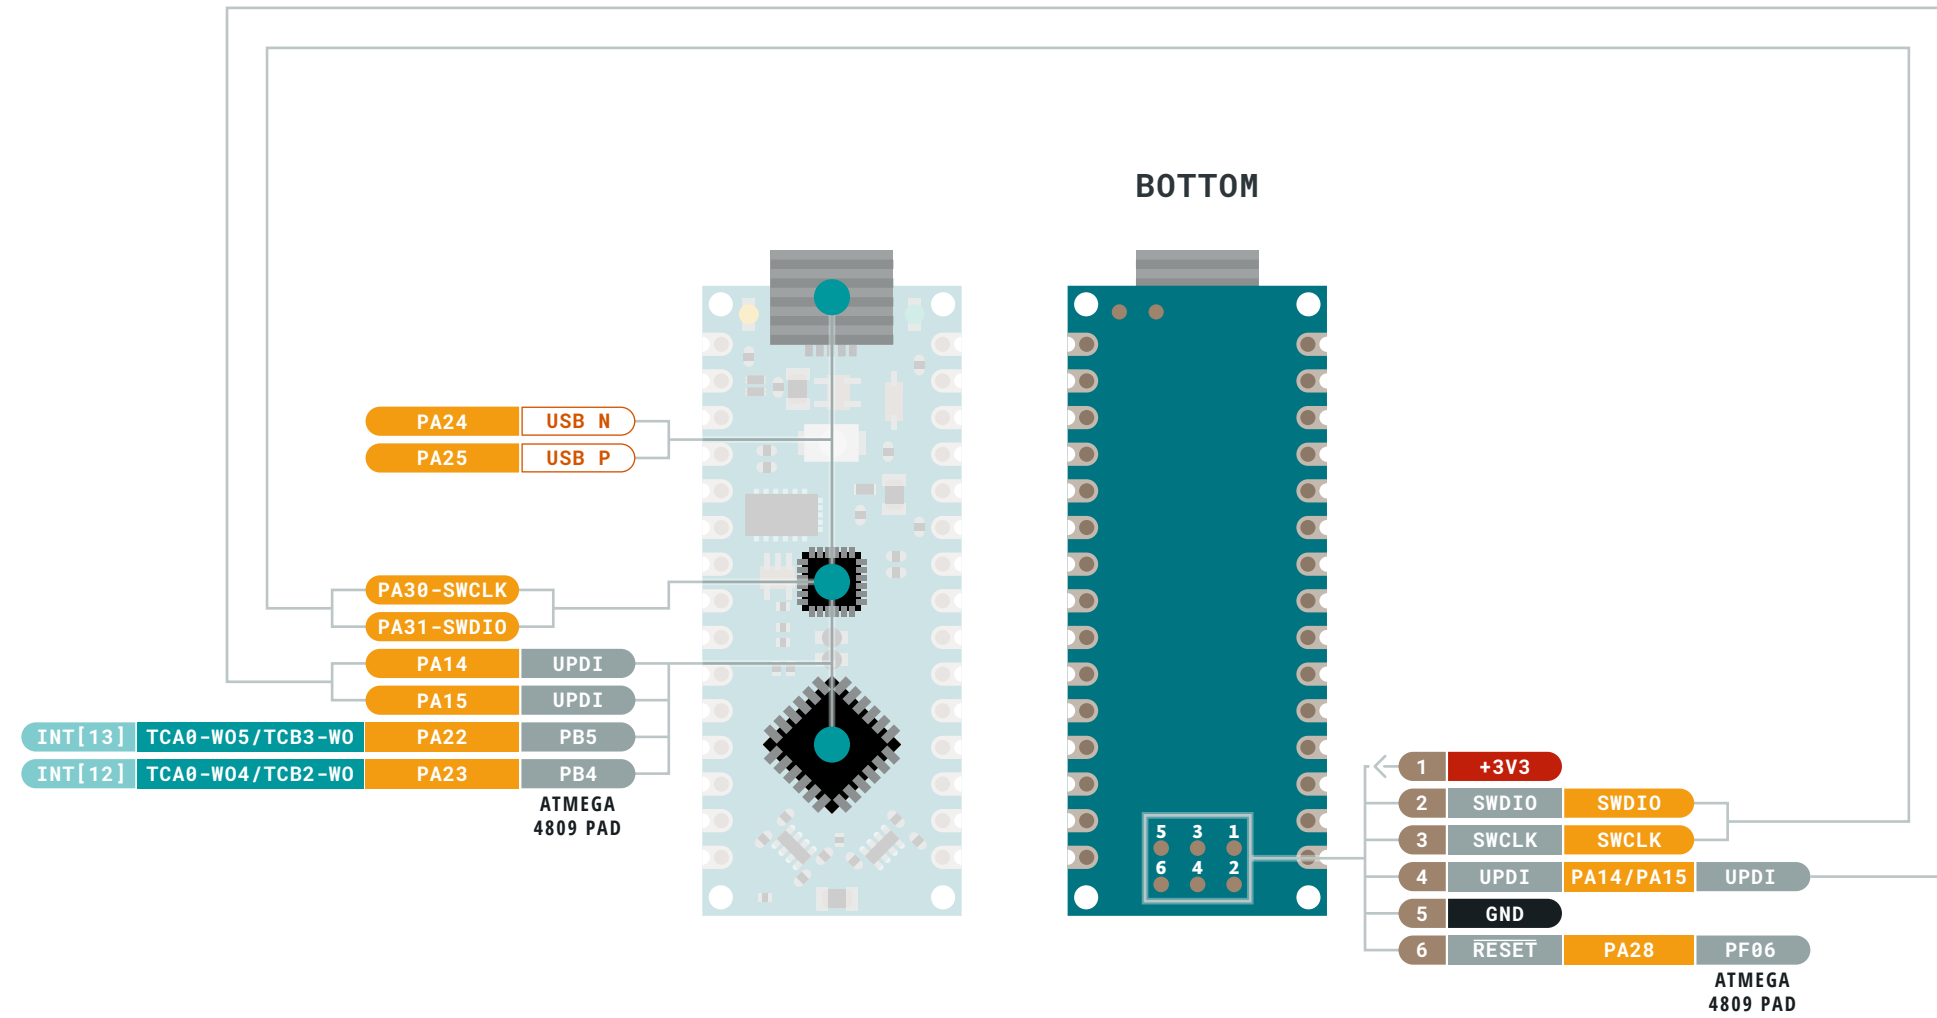 BOTTOM
PA24 USB N
PA25 USB P
PA30-SWCLK
PA31-SWDIO
PA14 UPDI
PA15 UPDI
INT[13] TCA0-WO5/TCB3-WO PA22 PB5
INT[12] TCA0-WO4/TCB2-WO PA23 PB4
ATMEGA
4809 PAD
5 3 1
6 4 2
1 +3V3
2 SWDIO SWDIO
3 SWCLK SWCLK
4 UPDI PA14/PA15 UPDI
5 GND
6 RESET PA28 PF06
ATMEGA
4809 PAD